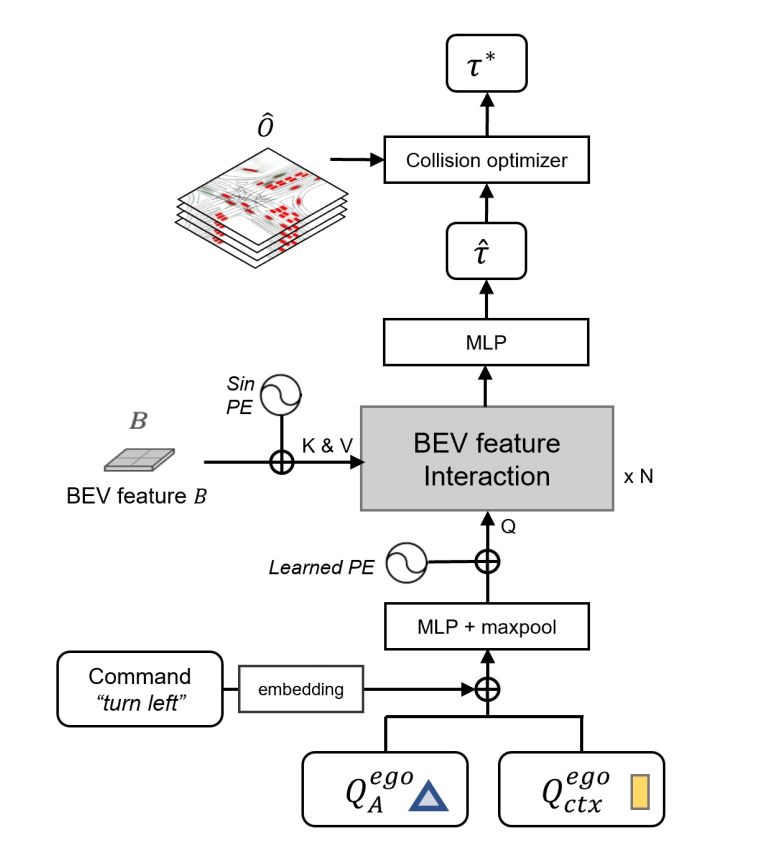 τ*
Ô
Collision optimizer
τ̂
MLP
Sin
PE
B
K & V
BEV feature
Interaction
x N
BEV feature B
Q
Learned PE
MLP + maxpool
Command
“turn left”
embedding
Q_A^ego
Q_ctx^ego